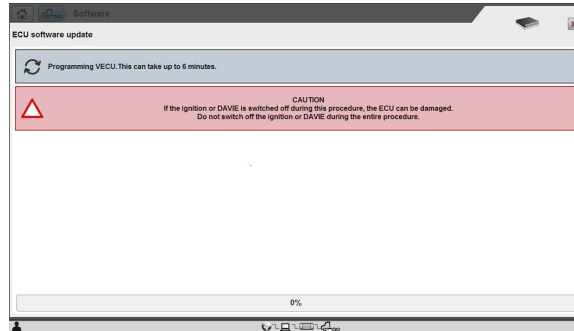 Software
ECU software update
Programming VECU.This can take up to 6 minutes.
CAUTION
If the ignition or DAVIE is switched off during this procedure, the ECU can be damaged.
Do not switch off the ignition or DAVIE during the entire procedure.
0%